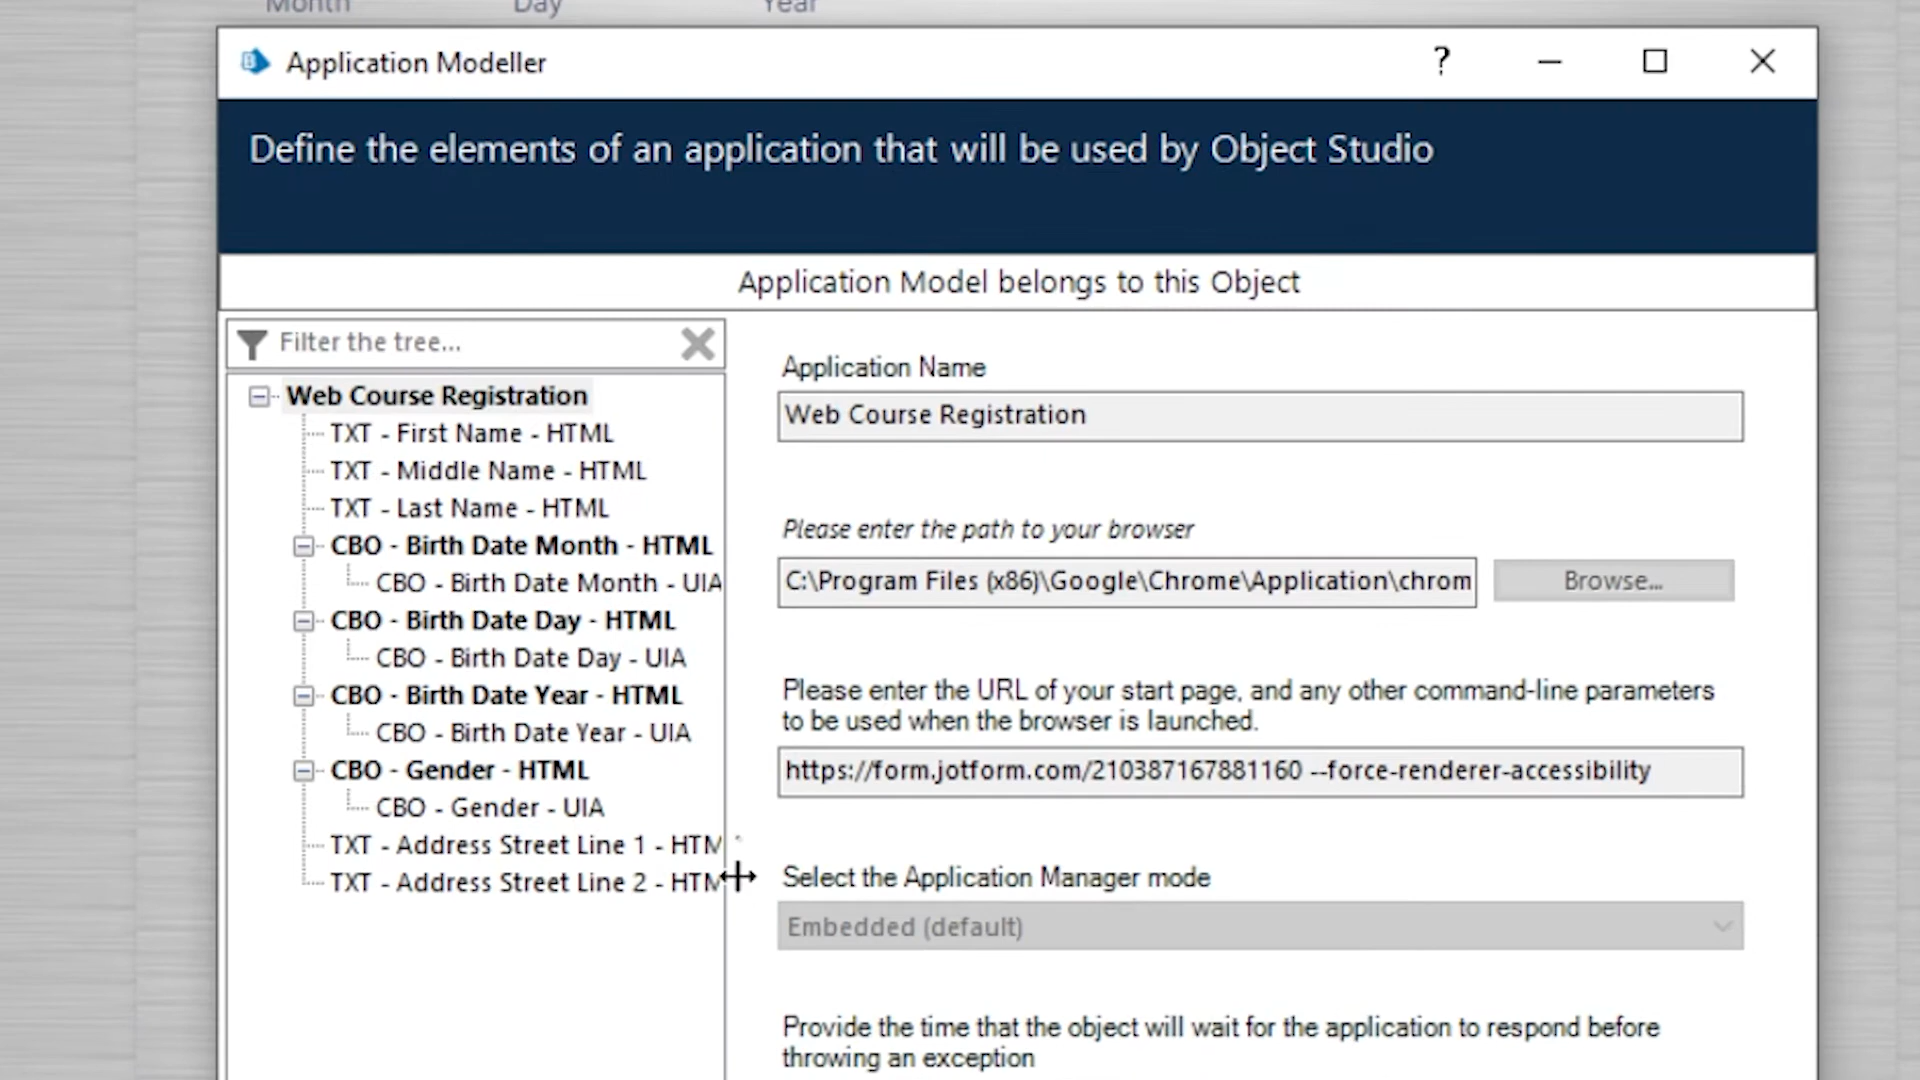 Month Day Year
Application Modeller
?
Define the elements of an application that will be used by Object Studio
Application Model belongs to this Object
Filter the tree...
Web Course Registration
TXT - First Name - HTML
TXT - Middle Name - HTML
TXT - Last Name - HTML
CBO - Birth Date Month - HTML
CBO - Birth Date Month - UIA
CBO - Birth Date Day - HTML
CBO - Birth Date Day - UIA
CBO - Birth Date Year - HTML
CBO - Birth Date Year - UIA
CBO - Gender - HTML
CBO - Gender - UIA
TXT - Address Street Line 1 - HTM
TXT - Address Street Line 2 - HTM
Application Name
Web Course Registration
Please enter the path to your browser
C:\Program Files (x86)\Google\Chrome\Application\chrom
Browse...
Please enter the URL of your start page, and any other command-line parameters
to be used when the browser is launched.
https://form.jotform.com/210387167881160 --force-renderer-accessibility
Select the Application Manager mode
Embedded (default)
Provide the time that the object will wait for the application to respond before
throwing an exception